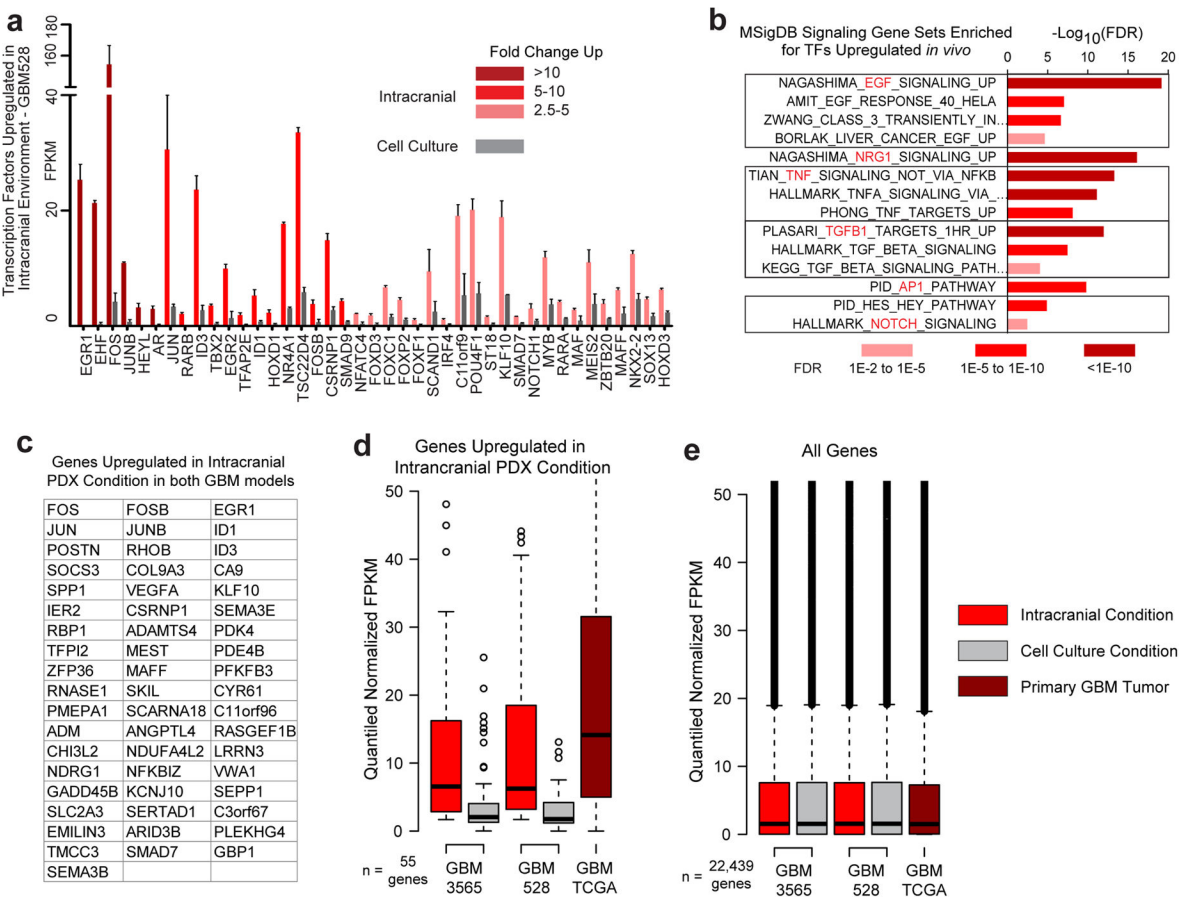 a
Transcription Factors Upregulated in
Intracranial Environment - GBM528
FPKM
180
160
40
20
0
Fold Change Up
Intracranial
>10
5-10
2.5-5
Cell Culture
EGR1
EHF
FOS
JUNB
HEYL
AR
JUN
RARB
ID3
TBX2
EGR2
TFAP2E
ID1
HOXD1
NR4A1
TSC22D4
FOSB
CSRNP1
SMAD9
NFATC4
FOXD3
FOXC1
FOXP2
FOXF1
SCAND1
IRF4
C11orf9
POU4F1
ST18
KLF10
SMAD7
NOTCH1
MYB
RARA
MAF
MEIS2
ZBTB20
MAFF
NKX2-2
SOX13
HOXD3
b
MSigDB Signaling Gene Sets Enriched
for TFs Upregulated in vivo
-Log10(FDR)
0 5 10 15 20
NAGASHIMA_EGF_SIGNALING_UP
AMIT_EGF_RESPONSE_40_HELA
ZWANG_CLASS_3_TRANSIENTLY_IN...
BORLAK_LIVER_CANCER_EGF_UP
NAGASHIMA_NRG1_SIGNALING_UP
TIAN_TNF_SIGNALING_NOT_VIA_NFKB
HALLMARK_TNFA_SIGNALING_VIA_...
PHONG_TNF_TARGETS_UP
PLASARI_TGFB1_TARGETS_1HR_UP
HALLMARK_TGF_BETA_SIGNALING
KEGG_TGF_BETA_SIGNALING_PATH...
PID_AP1_PATHWAY
PID_HES_HEY_PATHWAY
HALLMARK_NOTCH_SIGNALING
FDR 1E-2 to 1E-5 1E-5 to 1E-10 <1E-10
c
Genes Upregulated in Intracranial
PDX Condition in both GBM models
FOS FOSB EGR1
JUN JUNB ID1
POSTN RHOB ID3
SOCS3 COL9A3 CA9
SPP1 VEGFA KLF10
IER2 CSRNP1 SEMA3E
RBP1 ADAMTS4 PDK4
TFPI2 MEST PDE4B
ZFP36 MAFF PFKFB3
RNASE1 SKIL CYR61
PMEPA1 SCARNA18 C11orf96
ADM ANGPTL4 RASGEF1B
CHI3L2 NDUFA4L2 LRRN3
NDRG1 NFKBIZ VWA1
GADD45B KCNJ10 SEPP1
SLC2A3 SERTAD1 C3orf67
EMILIN3 ARID3B PLEKHG4
TMCC3 SMAD7 GBP1
SEMA3B
d
Genes Upregulated in
Intrancranial PDX Condition
Quantiled Normalized FPKM
50
40
30
20
10
0
n = 55 genes
GBM 3565
GBM 528
GBM TCGA
e
All Genes
Quantiled Normalized FPKM
50
40
30
20
10
0
n = 22,439 genes
GBM 3565
GBM 528
GBM TCGA
Intracranial Condition
Cell Culture Condition
Primary GBM Tumor